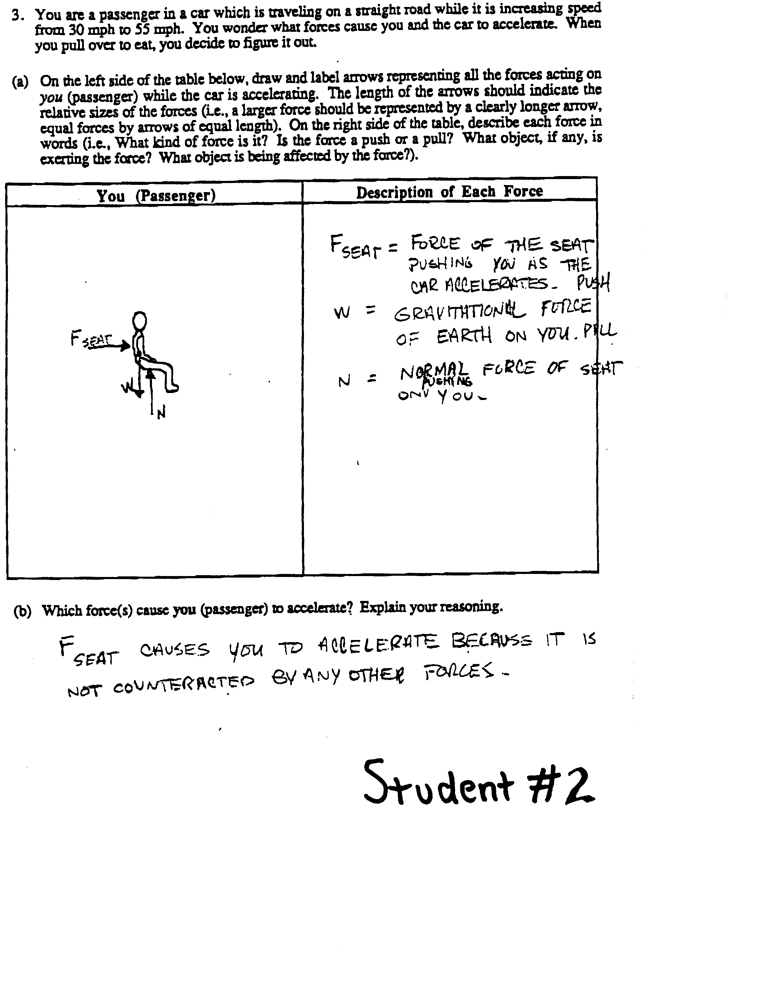 3. You are a passenger in a car which is traveling on a straight road while it is increasing speed
from 30 mph to 55 mph. You wonder what forces cause you and the car to accelerate. When
you pull over to eat, you decide to figure it out.
(a) On the left side of the table below, draw and label arrows representing all the forces acting on
you (passenger) while the car is accelerating. The length of the arrows should indicate the
relative sizes of the forces (i.e., a larger force should be represented by a clearly longer arrow,
equal forces by arrows of equal length). On the right side of the table, describe each force in
words (i.e., What kind of force is it? Is the force a push or a pull? What object, if any, is
exerting the force? What object is being affected by the force?).
You (Passenger)
F SEAT
W
N
Description of Each Force
F SEAT = FORCE OF THE SEAT
PUSHING YOU AS THE
CAR ACCELERATES. PUSH
W = GRAVITATIONAL FORCE
OF EARTH ON YOU. PULL
N = NORMAL FORCE OF SEAT
PUSHING
ON YOU.
(b) Which force(s) cause you (passenger) to accelerate? Explain your reasoning.
F SEAT CAUSES YOU TO ACCELERATE BECAUSE IT IS
NOT COUNTERACTED BY ANY OTHER FORCES.
Student #2